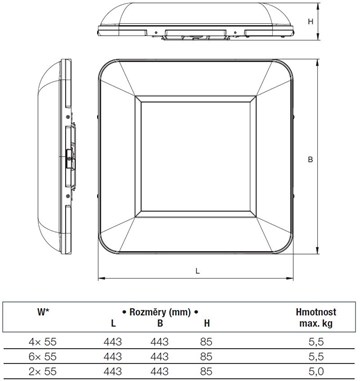 H
B
L
W* • Rozměry (mm) • Hmotnost
L B H max. kg
4× 55 443 443 85 5,5
6× 55 443 443 85 5,5
2× 55 443 443 85 5,0